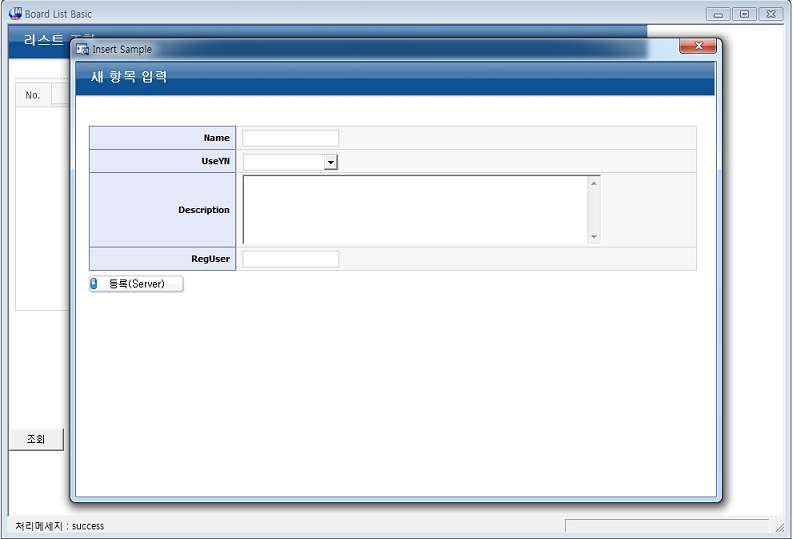 Board List Basic
리스트 조회
Insert Sample
새 항목 입력
No.
Name
UseYN
Description
RegUser
등록(Server)
조회
처리메세지 : success